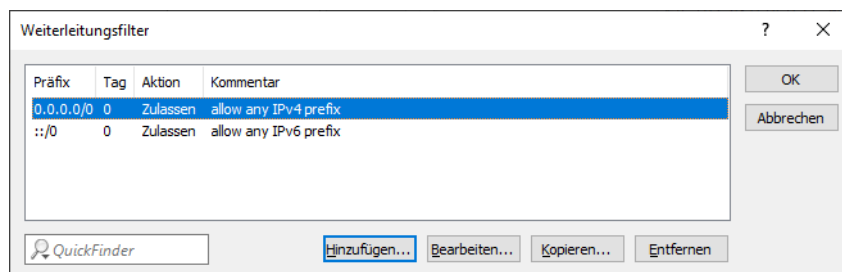 Weiterleitungsfilter
Präfix Tag Aktion Kommentar
0.0.0.0/0 0 Zulassen allow any IPv4 prefix
::/0 0 Zulassen allow any IPv6 prefix
OK
Abbrechen
QuickFinder
Hinzufügen... Bearbeiten... Kopieren... Entfernen